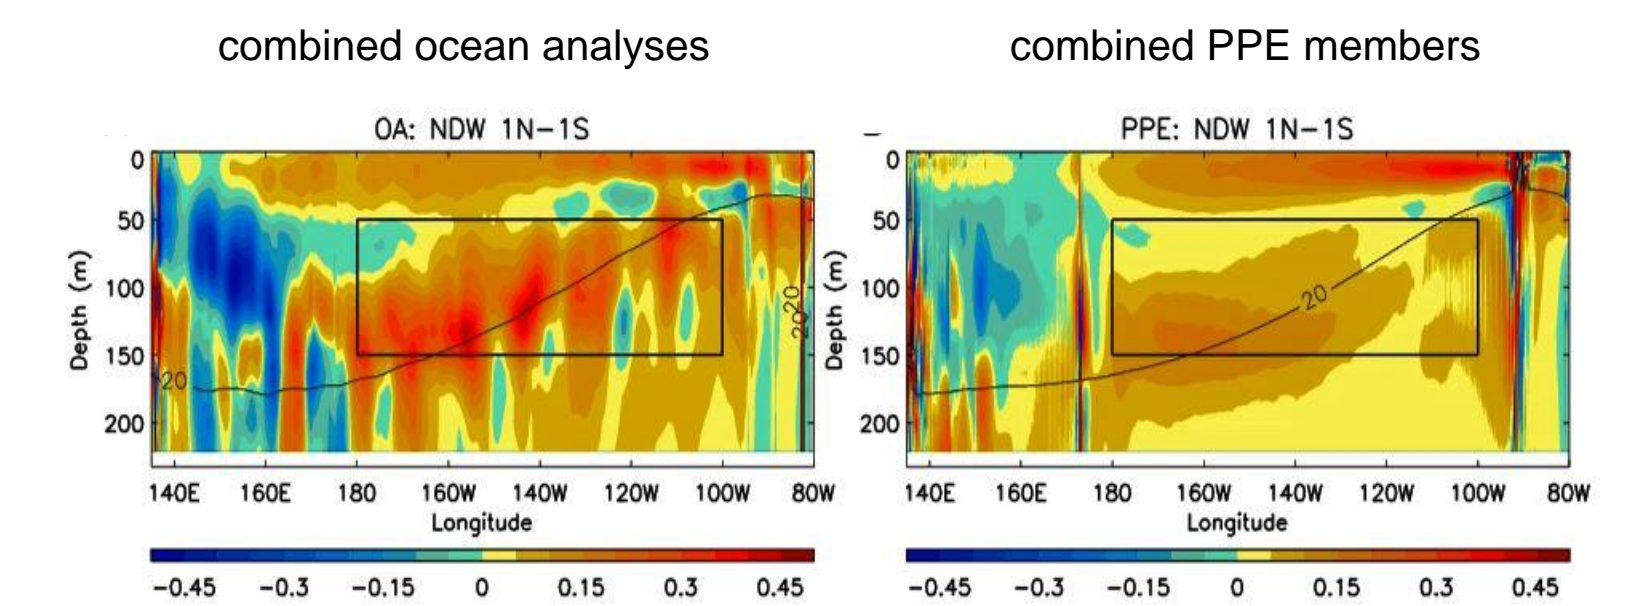 combined ocean analyses
combined PPE members
OA: NDW 1N-1S
PPE: NDW 1N-1S
Depth (m)
0
50
100
150
200
20
20
20
140E 160E 180 160W 140W 120W 100W 80W
Longitude
-0.45 -0.3 -0.15 0 0.15 0.3 0.45
Depth (m)
0
50
100
150
200
20
140E 160E 180 160W 140W 120W 100W 80W
Longitude
-0.45 -0.3 -0.15 0 0.15 0.3 0.45